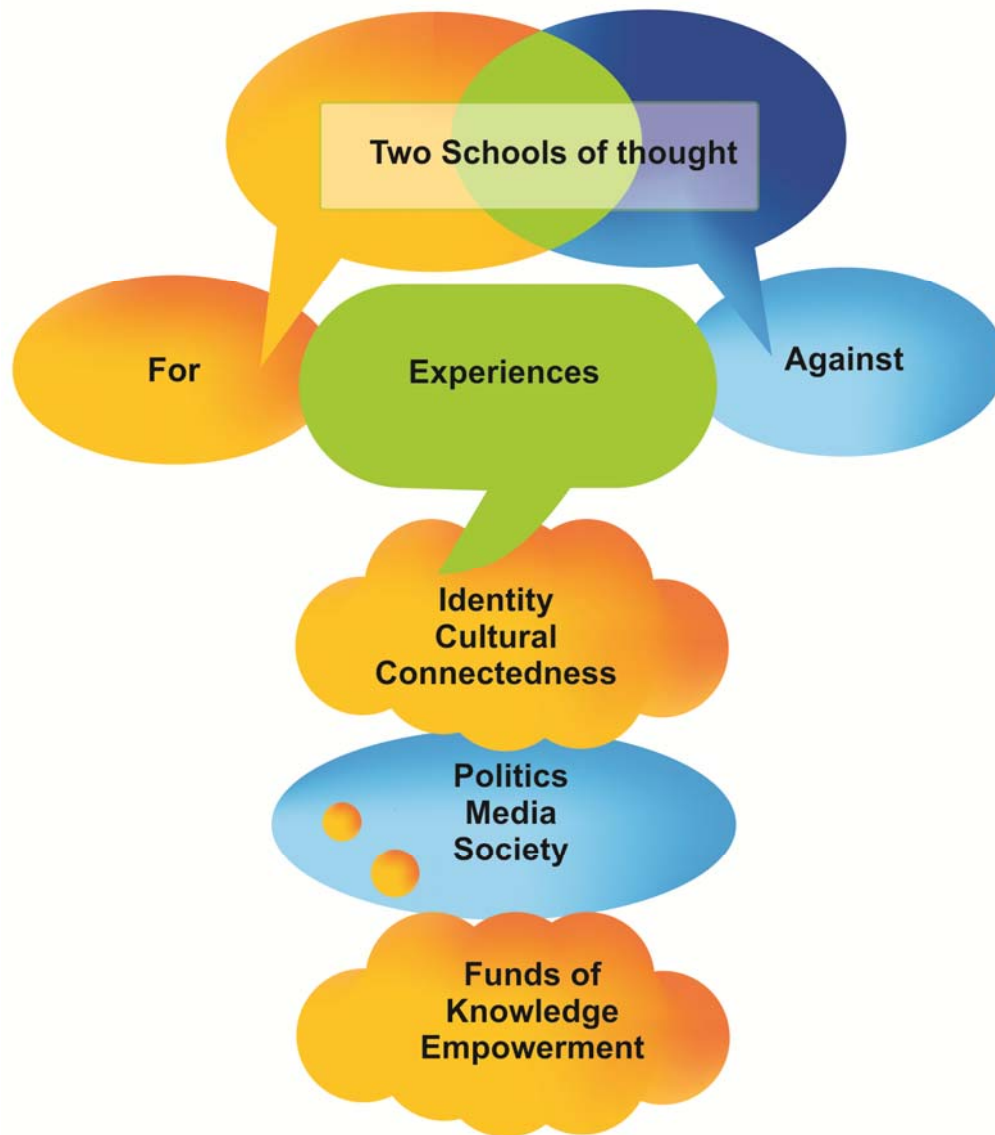 Two Schools of thought
For
Experiences
Against
Identity
Cultural
Connectedness
Politics
Media
Society
Funds of
Knowledge
Empowerment